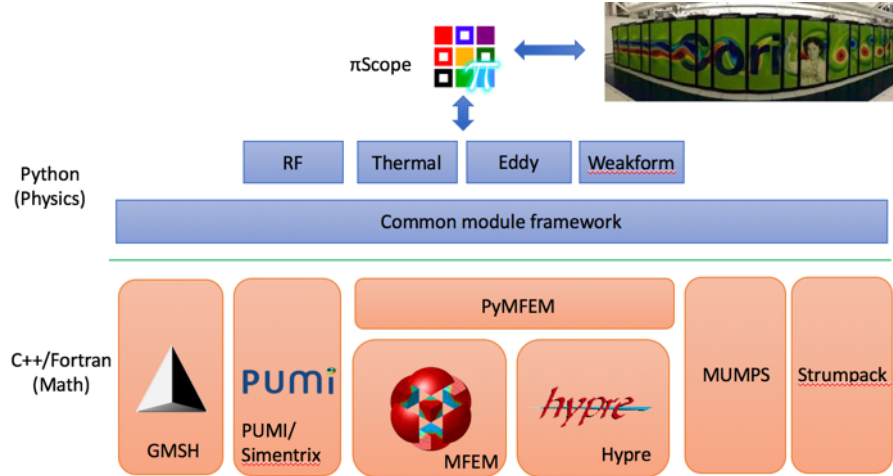 πScope
π
Cori
RF
Thermal
Eddy
Weakform
Python
(Physics)
Common module framework
PyMFEM
C++/Fortran
(Math)
GMSH
PUMi
PUMI/
Simentrix
MFEM
hypre
Hypre
MUMPS
Strumpack